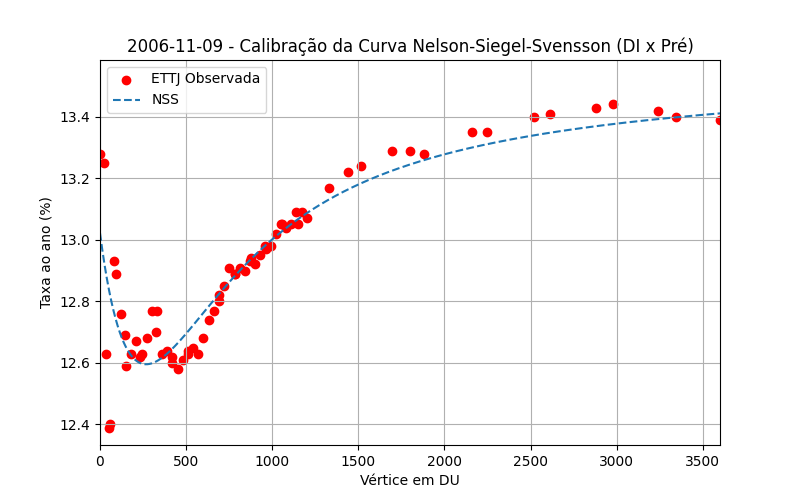 2006-11-09 - Calibração da Curva Nelson-Siegel-Svensson (DI x Pré)
ETTJ Observada
NSS
Taxa ao ano (%)
13.4
13.2
13.0
12.8
12.6
12.4
0 500 1000 1500 2000 2500 3000 3500
Vértice em DU